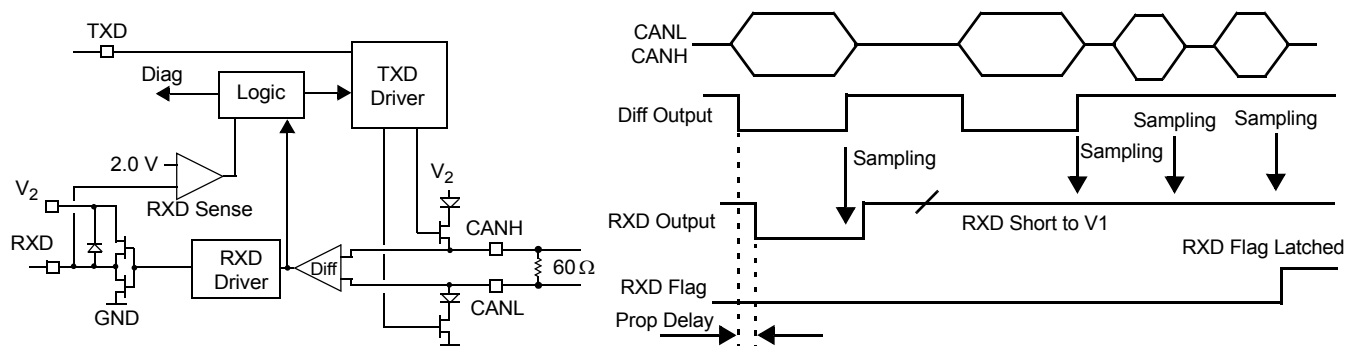 TXD
Diag
Logic
TXD
Driver
2.0 V
V2
RXD Sense
V2
CANH
RXD
RXD
Driver
Diff
60 Ω
CANL
GND
CANL
CANH
Diff Output
Sampling
Sampling
Sampling
Sampling
RXD Output
RXD Short to V1
RXD Flag Latched
RXD Flag
Prop Delay